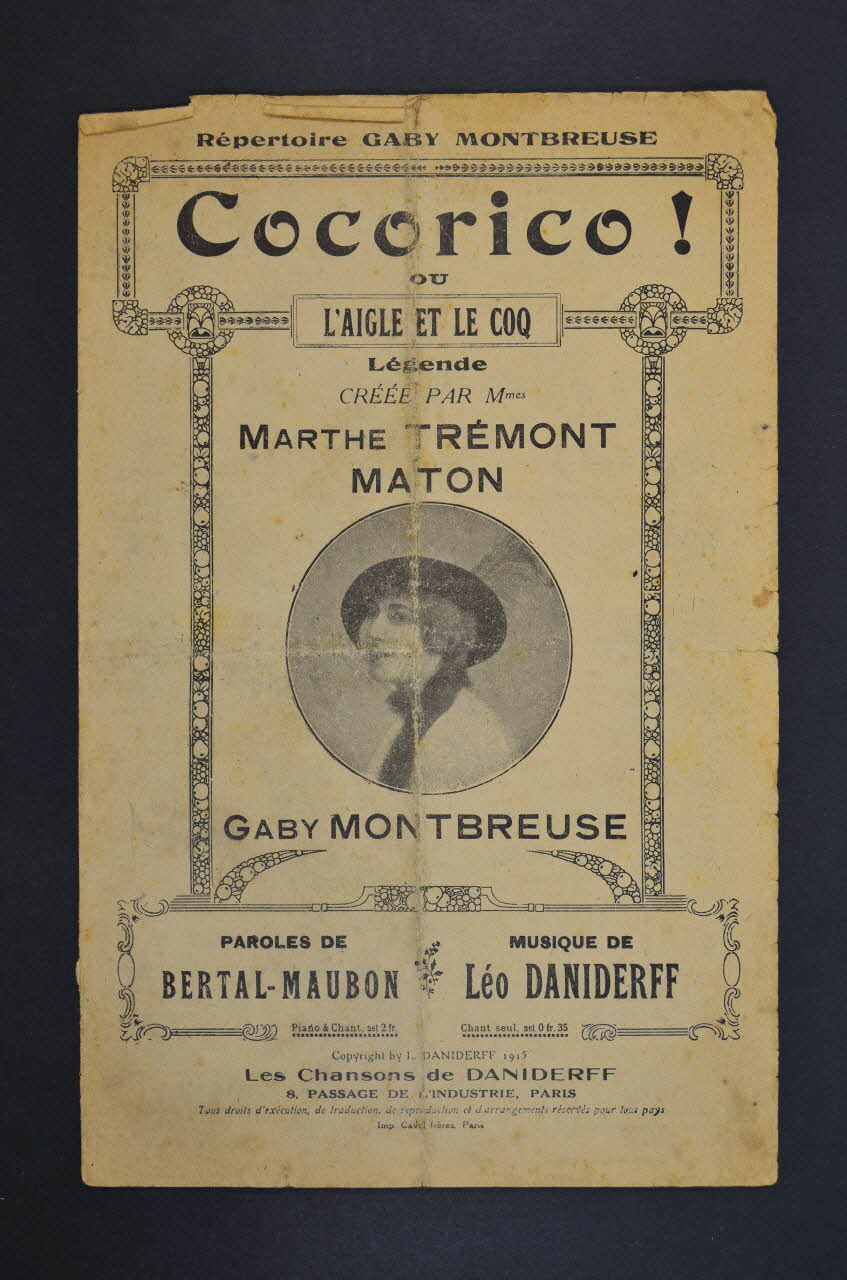 Répertoire GABY MONTBREUSE
Cocorico !
OU
L'AIGLE ET LE COQ
Légende
CRÉÉE PAR Mmes
MARTHE TRÉMONT
MATON
GABY MONTBREUSE
PAROLES DE
BERTAL-MAUBON
MUSIQUE DE
Léo DANIDERFF
Piano & Chant, net 2 fr.
Chant seul, net 0 fr. 35
Copyright by L. DANIDERFF 1915
Les Chansons de DANIDERFF
8, PASSAGE DE L'INDUSTRIE, PARIS
Tous droits d'exécution, de traduction, de reproduction et d'arrangements réservés pour tous pays
Imp. Cavel frères, Paris